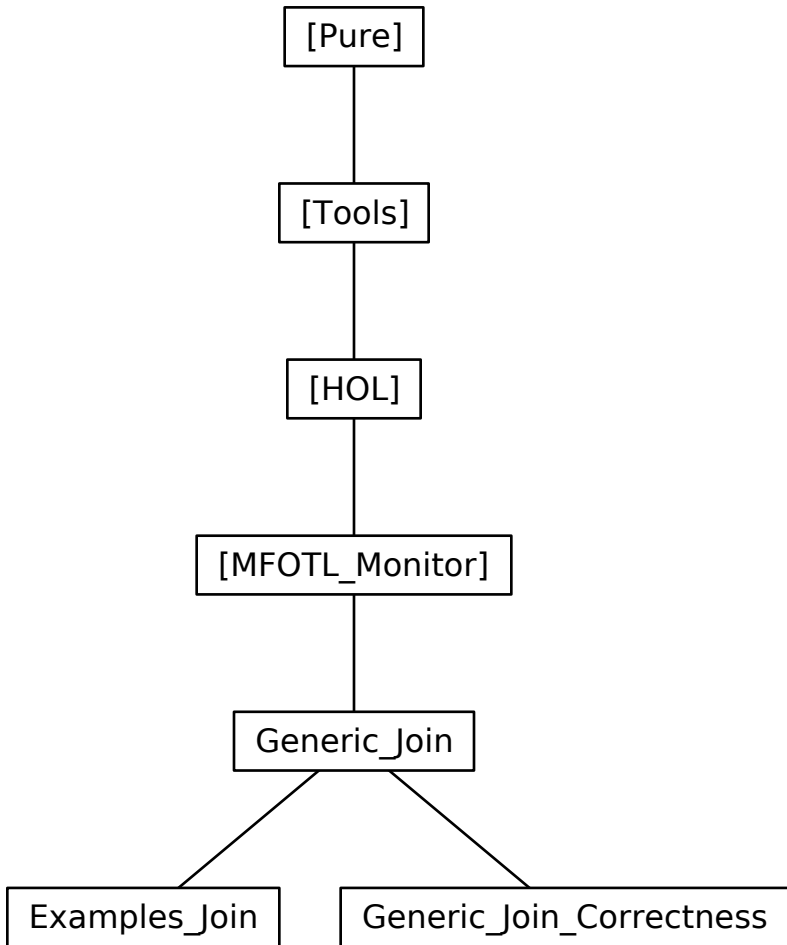 [Pure]
[Tools]
[HOL]
[MFOTL_Monitor]
Generic_Join
Examples_Join
Generic_Join_Correctness